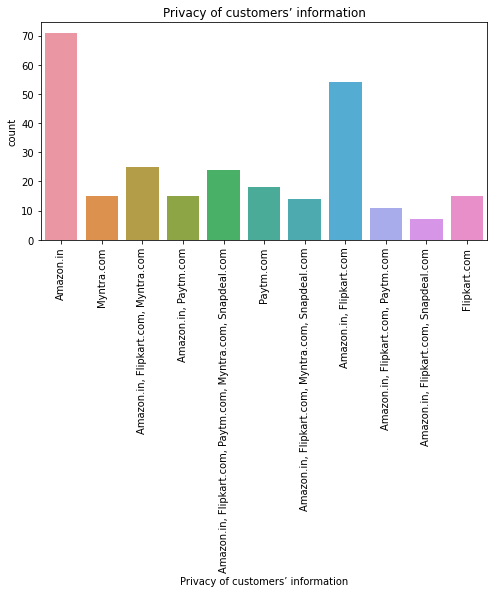 Privacy of customers’ information
70
60
50
40
30
20
10
0
count
Amazon.in
Myntra.com
Amazon.in, Flipkart.com, Myntra.com
Amazon.in, Paytm.com
Amazon.in, Flipkart.com, Paytm.com, Myntra.com, Snapdeal.com
Paytm.com
Amazon.in, Flipkart.com, Myntra.com, Snapdeal.com
Amazon.in, Flipkart.com
Amazon.in, Flipkart.com, Paytm.com
Amazon.in, Flipkart.com, Snapdeal.com
Flipkart.com
Privacy of customers’ information